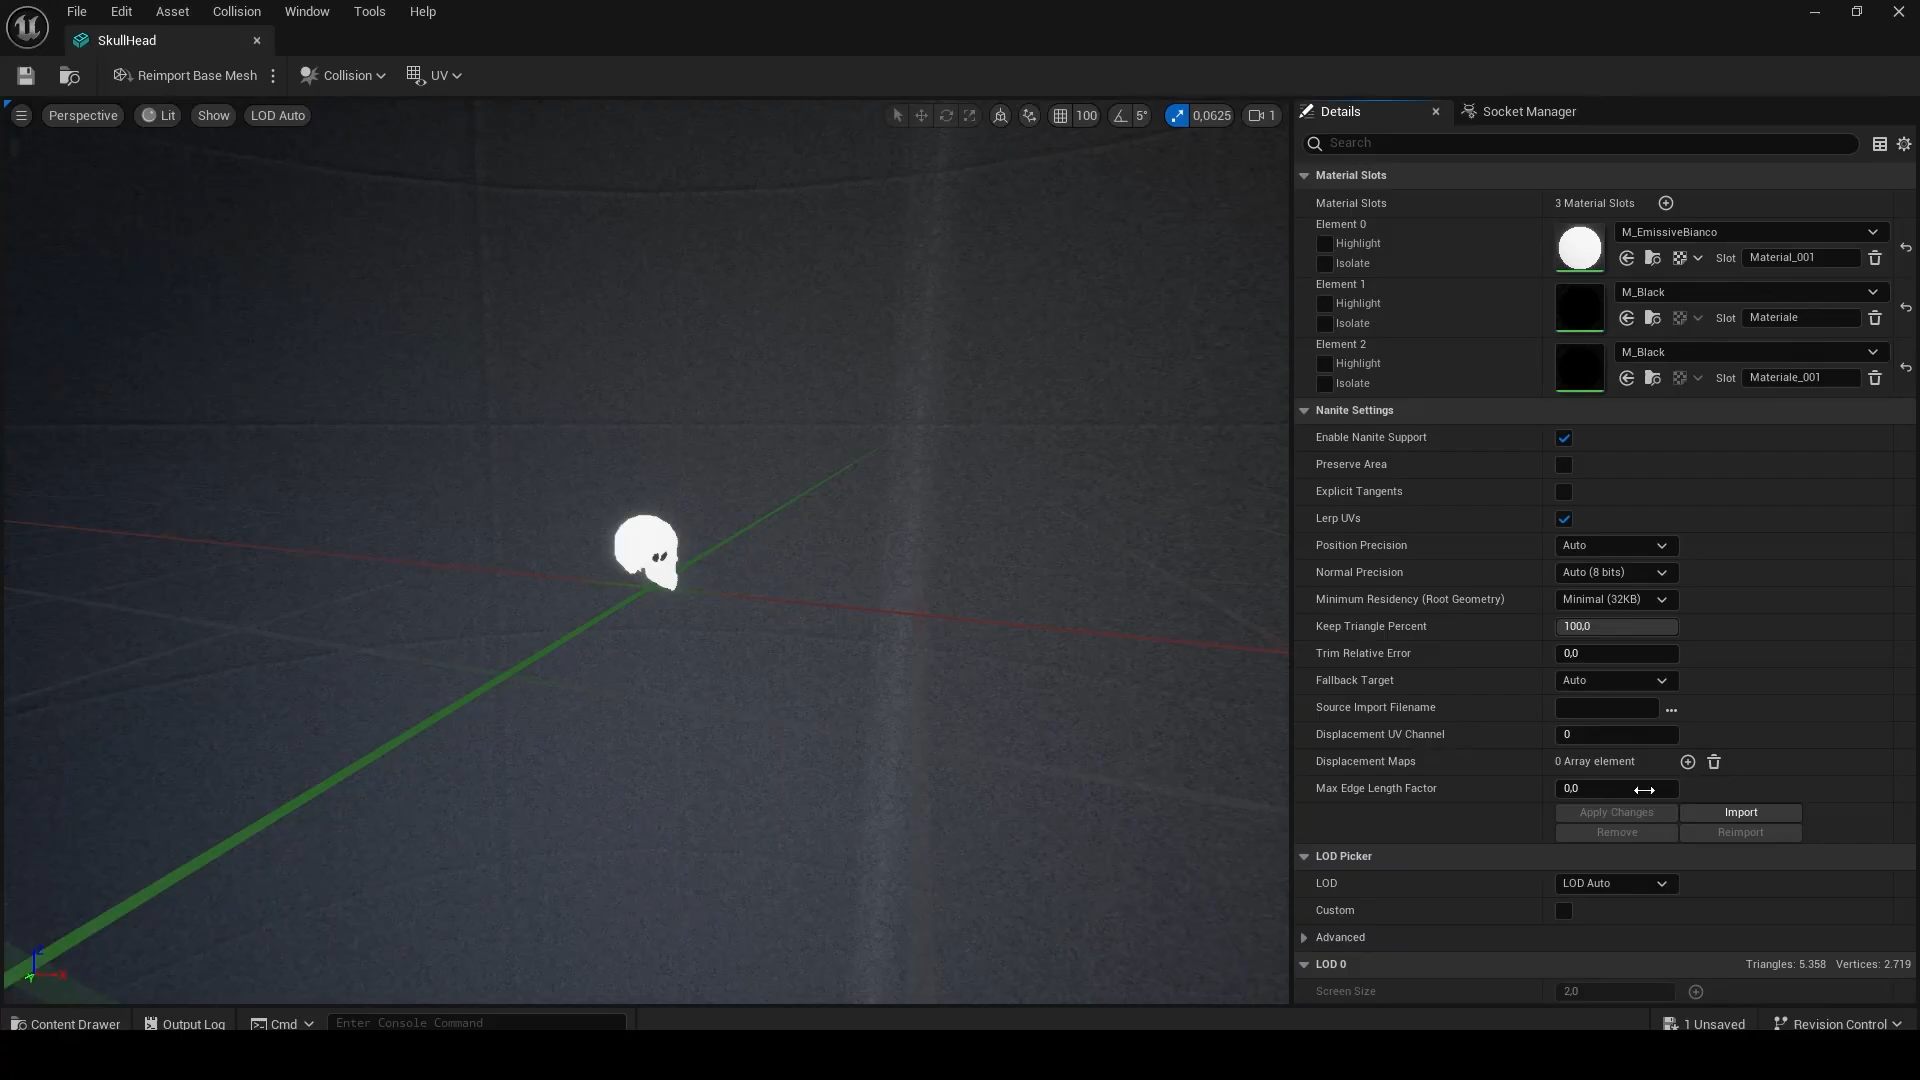 File Edit Asset Collision Window Tools Help
SkullHead
Reimport Base Mesh Collision UV
Perspective Lit Show LOD Auto 100 5° 0,0625 1
Details Socket Manager
Search
Material Slots
Material Slots 3 Material Slots
Element 0 M_EmissiveBianco
Highlight
Isolate Slot Material_001
Element 1 M_Black
Highlight
Isolate Slot Materiale
Element 2 M_Black
Highlight
Isolate Slot Materiale_001
Nanite Settings
Enable Nanite Support
Preserve Area
Explicit Tangents
Lerp UVs
Position Precision Auto
Normal Precision Auto (8 bits)
Minimum Residency (Root Geometry) Minimal (32KB)
Keep Triangle Percent 100,0
Trim Relative Error 0,0
Fallback Target Auto
Source Import Filename
Displacement UV Channel 0
Displacement Maps 0 Array element
Max Edge Length Factor 0,0
Apply Changes Import
Remove Reimport
LOD Picker
LOD LOD Auto
Custom
Advanced
LOD 0 Triangles: 5.358 Vertices: 2.719
Screen Size 2,0
Content Drawer Output Log Cmd Enter Console Command 1 Unsaved Revision Control